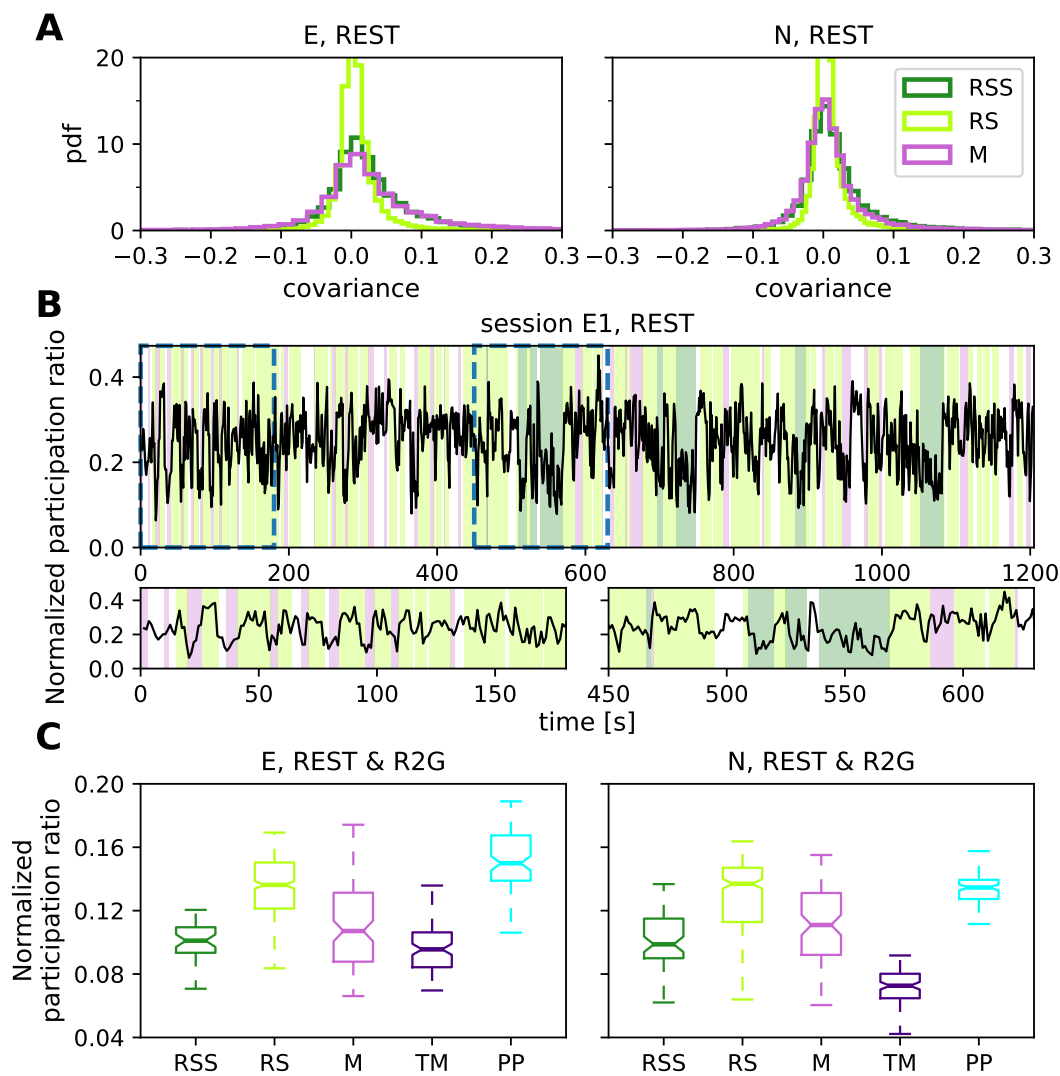 A
E, REST
N, REST
pdf
20
10
0
RSS
RS
M
−0.3 −0.2 −0.1 0.0 0.1 0.2 0.3
−0.3 −0.2 −0.1 0.0 0.1 0.2 0.3
covariance
covariance
B
session E1, REST
Normalized participation ratio
0.4
0.2
0.0
0 200 400 600 800 1000 1200
0.4
0.2
0.0
0 50 100 150
450 500 550 600
time [s]
C
E, REST & R2G
N, REST & R2G
Normalized
participation ratio
0.20
0.16
0.12
0.08
0.04
RSS RS M TM PP
RSS RS M TM PP